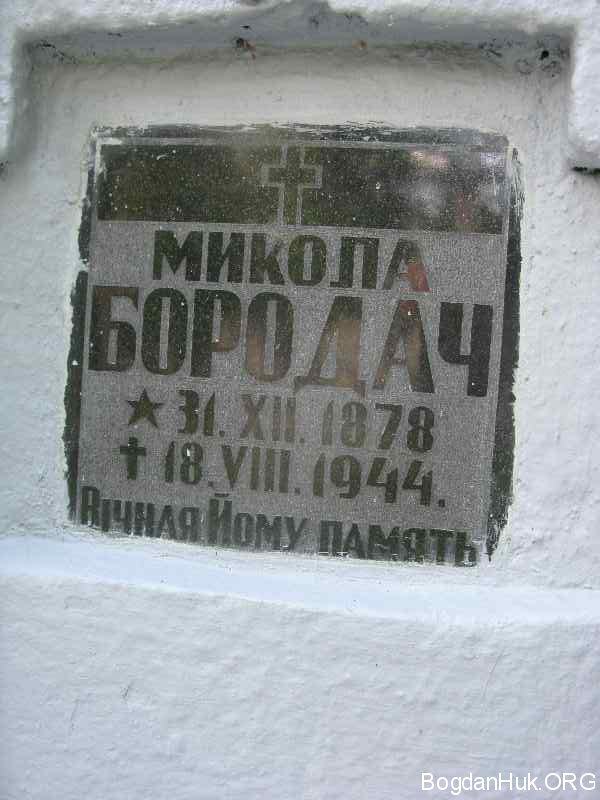 МИКОЛА
БОРОДАЧ
★ 31. XII. 1878
✝ 18. VIII. 1944.
ВІЧНАЯ ЙОМУ ПАМЯТЬ
BogdanHuk.ORG